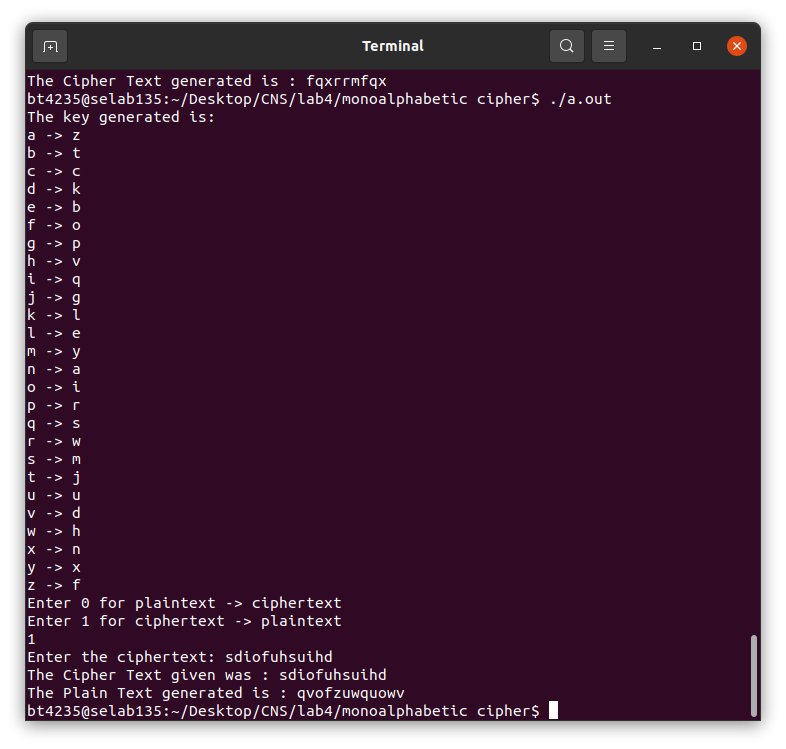 Terminal
The Cipher Text generated is : fqxrrmfqx
bt4235@selab135:~/Desktop/CNS/lab4/monoalphabetic cipher$ ./a.out
The key generated is:
a -> z
b -> t
c -> c
d -> k
e -> b
f -> o
g -> p
h -> v
i -> q
j -> g
k -> l
l -> e
m -> y
n -> a
o -> i
p -> r
q -> s
r -> w
s -> m
t -> j
u -> u
v -> d
w -> h
x -> n
y -> x
z -> f
Enter 0 for plaintext -> ciphertext
Enter 1 for ciphertext -> plaintext
1
Enter the ciphertext: sdiofuhsuihd
The Cipher Text given was : sdiofuhsuihd
The Plain Text generated is : qvofzuwquowv
bt4235@selab135:~/Desktop/CNS/lab4/monoalphabetic cipher$